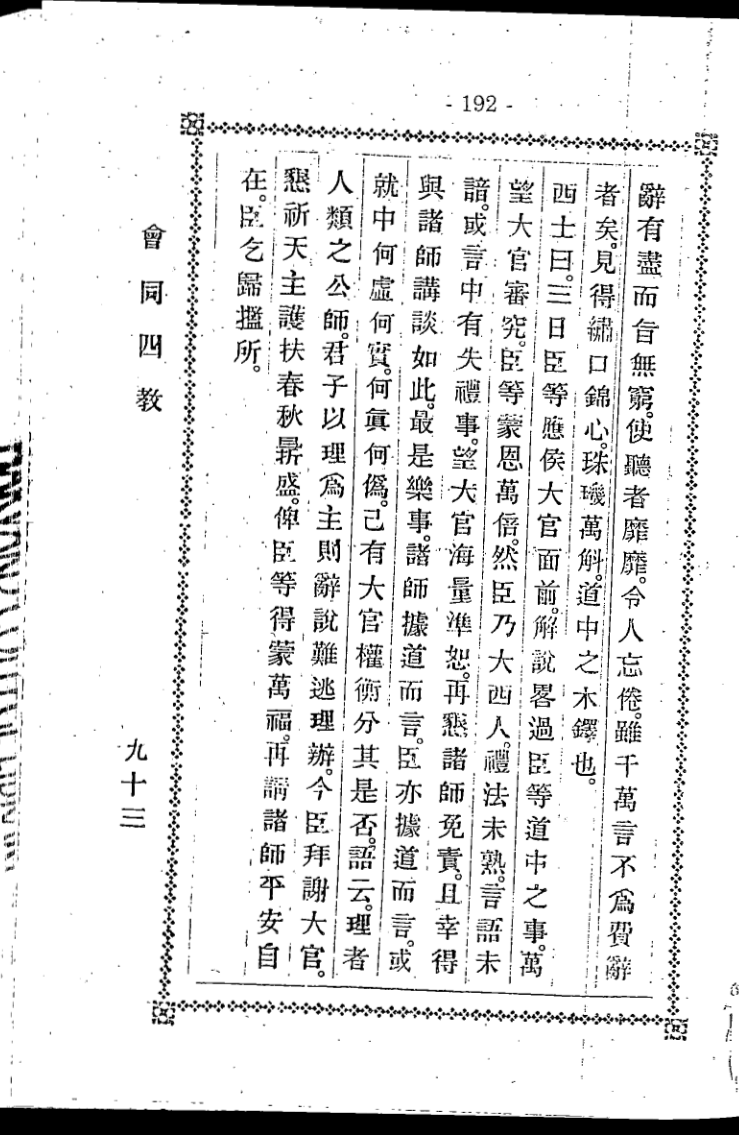 - 192 -
辭有盡而旨無窮。使聽者靡靡。令人忘倦。雖千萬言不爲費辭
者矣。見得繡口錦心。珠璣萬斛。道中之木鐸也。
西士曰。三日臣等應侯大官面前。解說畧過臣等道中之事。萬
望大官審究。臣等蒙恩萬倍。然臣乃大西人。禮法未熟。言語未
諳。或言中有失禮事。望大官海量準恕。再懇諸師免責。且幸得
與諸師講談如此。最是樂事。諸師據道而言。臣亦據道而言。或
就中何虛何實。何眞何僞。己有大官權衡分其是否。語云。理者
人類之公師。君子以理爲主則辭說難逃理辦。今臣拜謝大官。
懇祈天主護扶春秋昌盛。俾臣等得蒙萬福。再謝諸師平安自
在。臣乞歸搵所。
會同四教
九十三